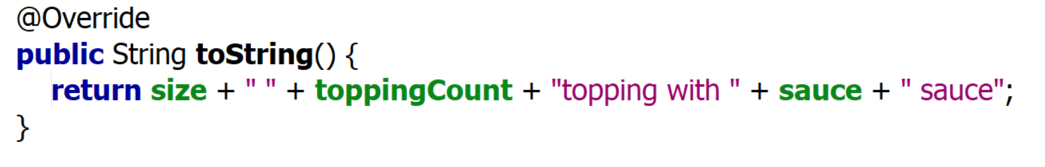 @Override
public String toString() {
return size + " " + toppingCount + "topping with " + sauce + " sauce";
}